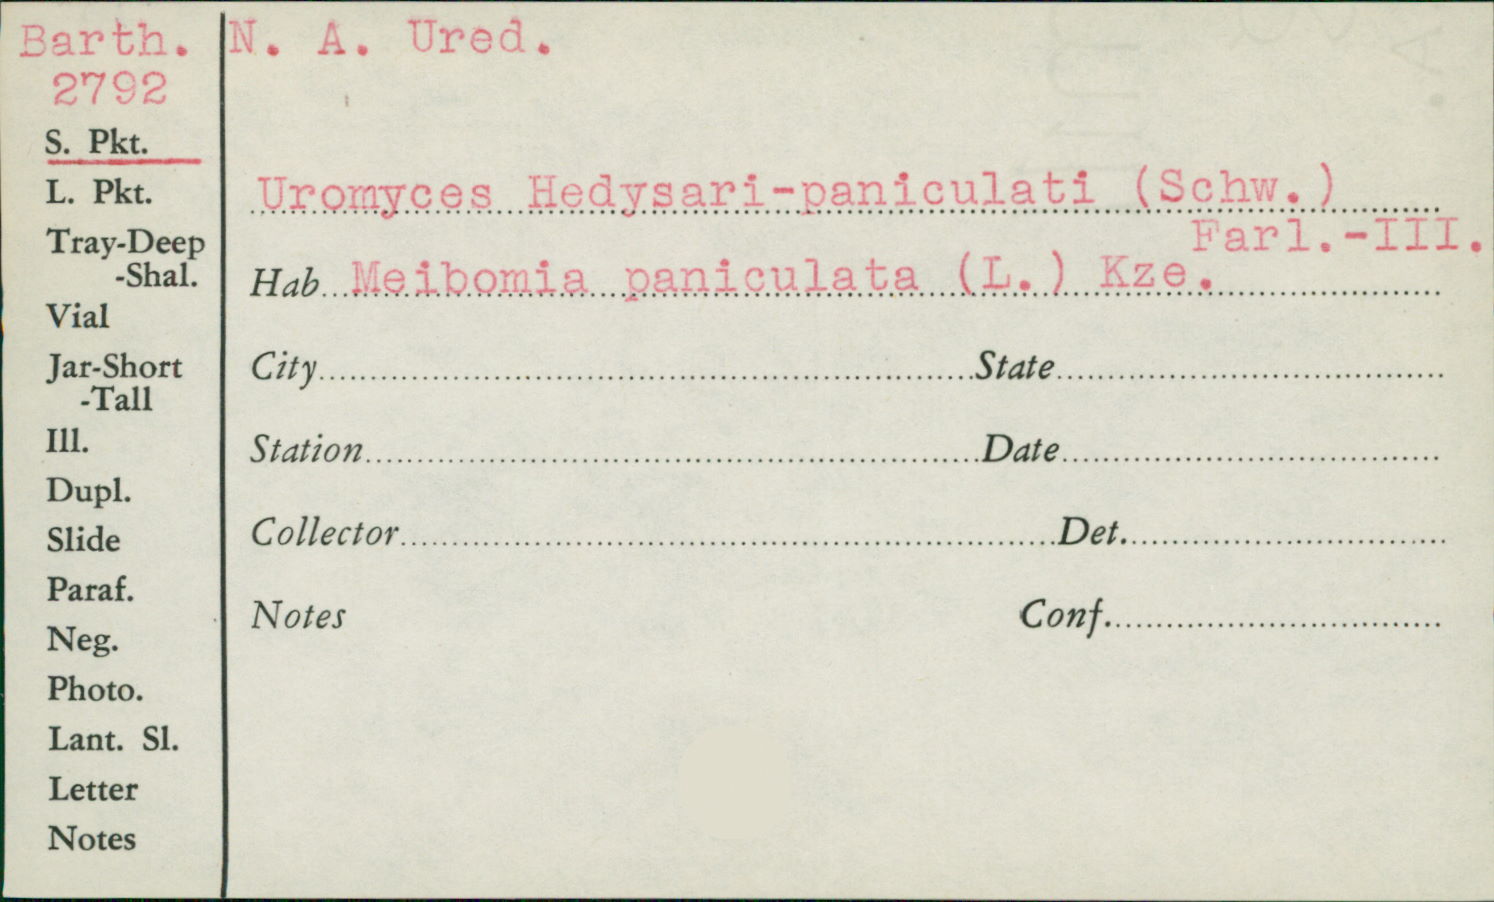 Barth. N. A. Ured.
2792
S. Pkt.
L. Pkt.
Tray-Deep
-Shal.
Vial
Jar-Short
-Tall
Ill.
Dupl.
Slide
Paraf.
Neg.
Photo.
Lant. Sl.
Letter
Notes
Uromyces Hedysari-paniculati (Schw.)
Farl.-III.
Hab Meibomia paniculata (L.) Kze.
City State
Station Date
Collector Det.
Notes Conf.